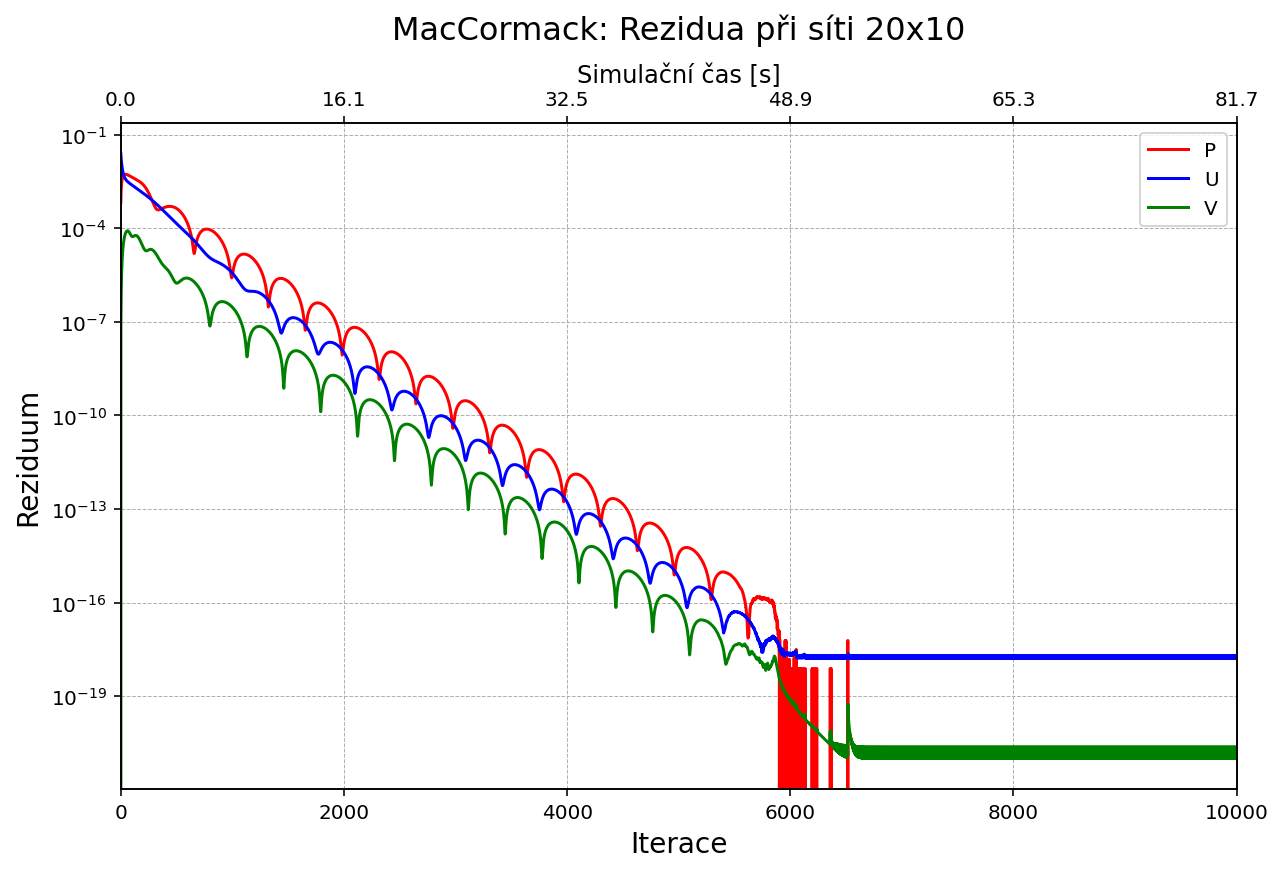 MacCormack: Rezidua při síti 20x10
Simulační čas [s]
0.0 16.1 32.5 48.9 65.3 81.7
10⁻¹
10⁻⁴
10⁻⁷
10⁻¹⁰
10⁻¹³
10⁻¹⁶
10⁻¹⁹
Reziduum
P
U
V
0 2000 4000 6000 8000 10000
Iterace